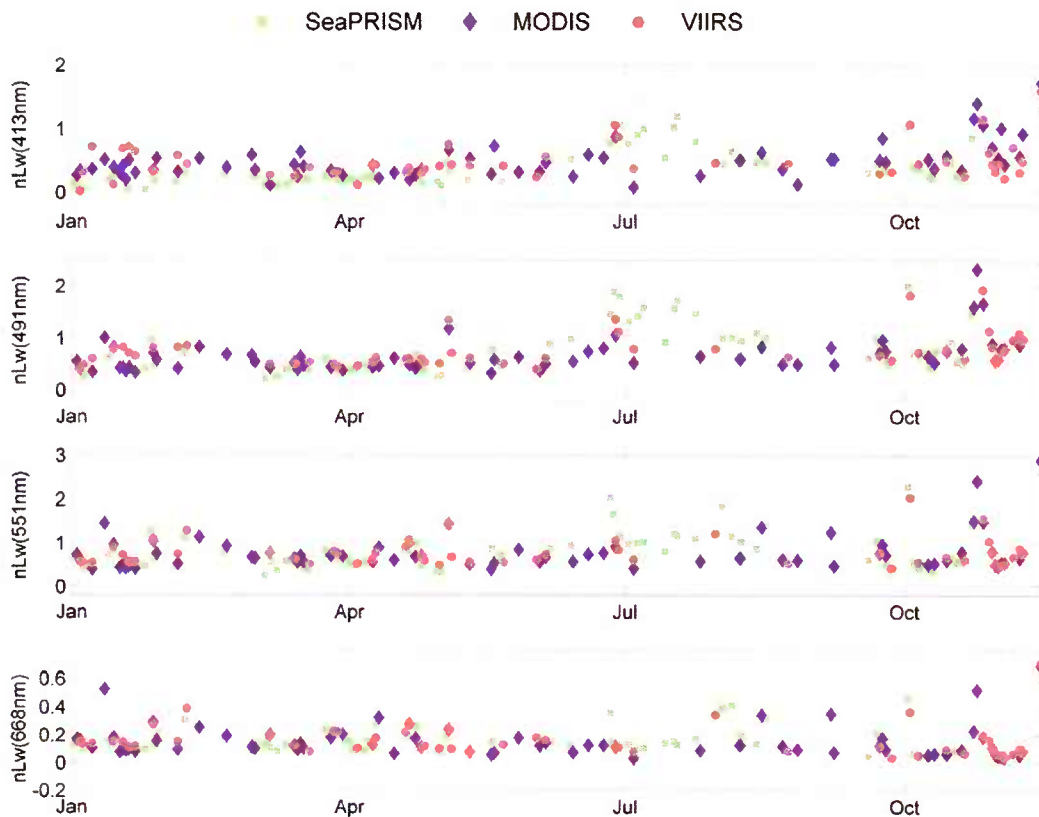 SeaPRISM MODIS VIIRS
nLw(413nm)
2
1
0
Jan Apr Jul Oct
nLw(491nm)
2
1
0
Jan Apr Jul Oct
nLw(551nm)
3
2
1
0
Jan Apr Jul Oct
nLw(668nm)
0.6
0.4
0.2
0
-0.2
Jan Apr Jul Oct